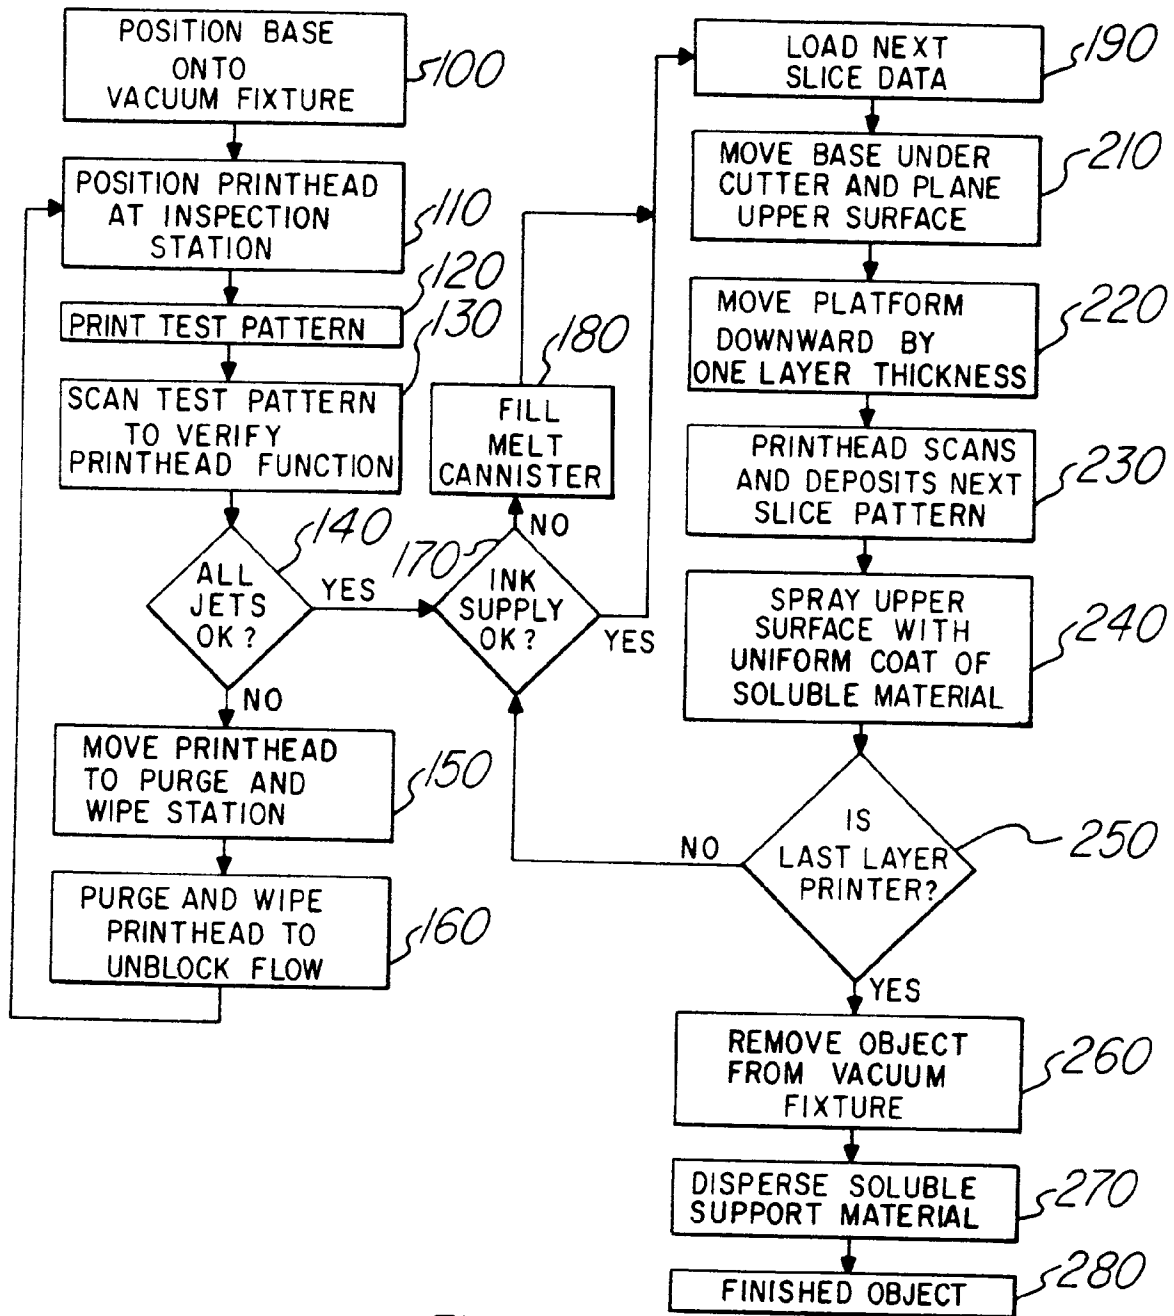 POSITION BASE
ONTO
VACUUM FIXTURE
100
POSITION PRINTHEAD
AT INSPECTION
STATION
110
PRINT TEST PATTERN
120
SCAN TEST PATTERN
TO VERIFY
PRINTHEAD FUNCTION
130
ALL
JETS
OK?
140
YES
NO
MOVE PRINTHEAD
TO PURGE AND
WIPE STATION
150
PURGE AND WIPE
PRINTHEAD TO
UNBLOCK FLOW
160
170
INK
SUPPLY
OK?
NO
YES
FILL
MELT
CANNISTER
180
LOAD NEXT
SLICE DATA
190
MOVE BASE UNDER
CUTTER AND PLANE
UPPER SURFACE
210
MOVE PLATFORM
DOWNWARD BY
ONE LAYER THICKNESS
220
PRINTHEAD SCANS
AND DEPOSITS NEXT
SLICE PATTERN
230
SPRAY UPPER
SURFACE WITH
UNIFORM COAT OF
SOLUBLE MATERIAL
240
IS
LAST LAYER
PRINTER?
250
NO
YES
REMOVE OBJECT
FROM VACUUM
FIXTURE
260
DISPERSE SOLUBLE
SUPPORT MATERIAL
270
FINISHED OBJECT
280